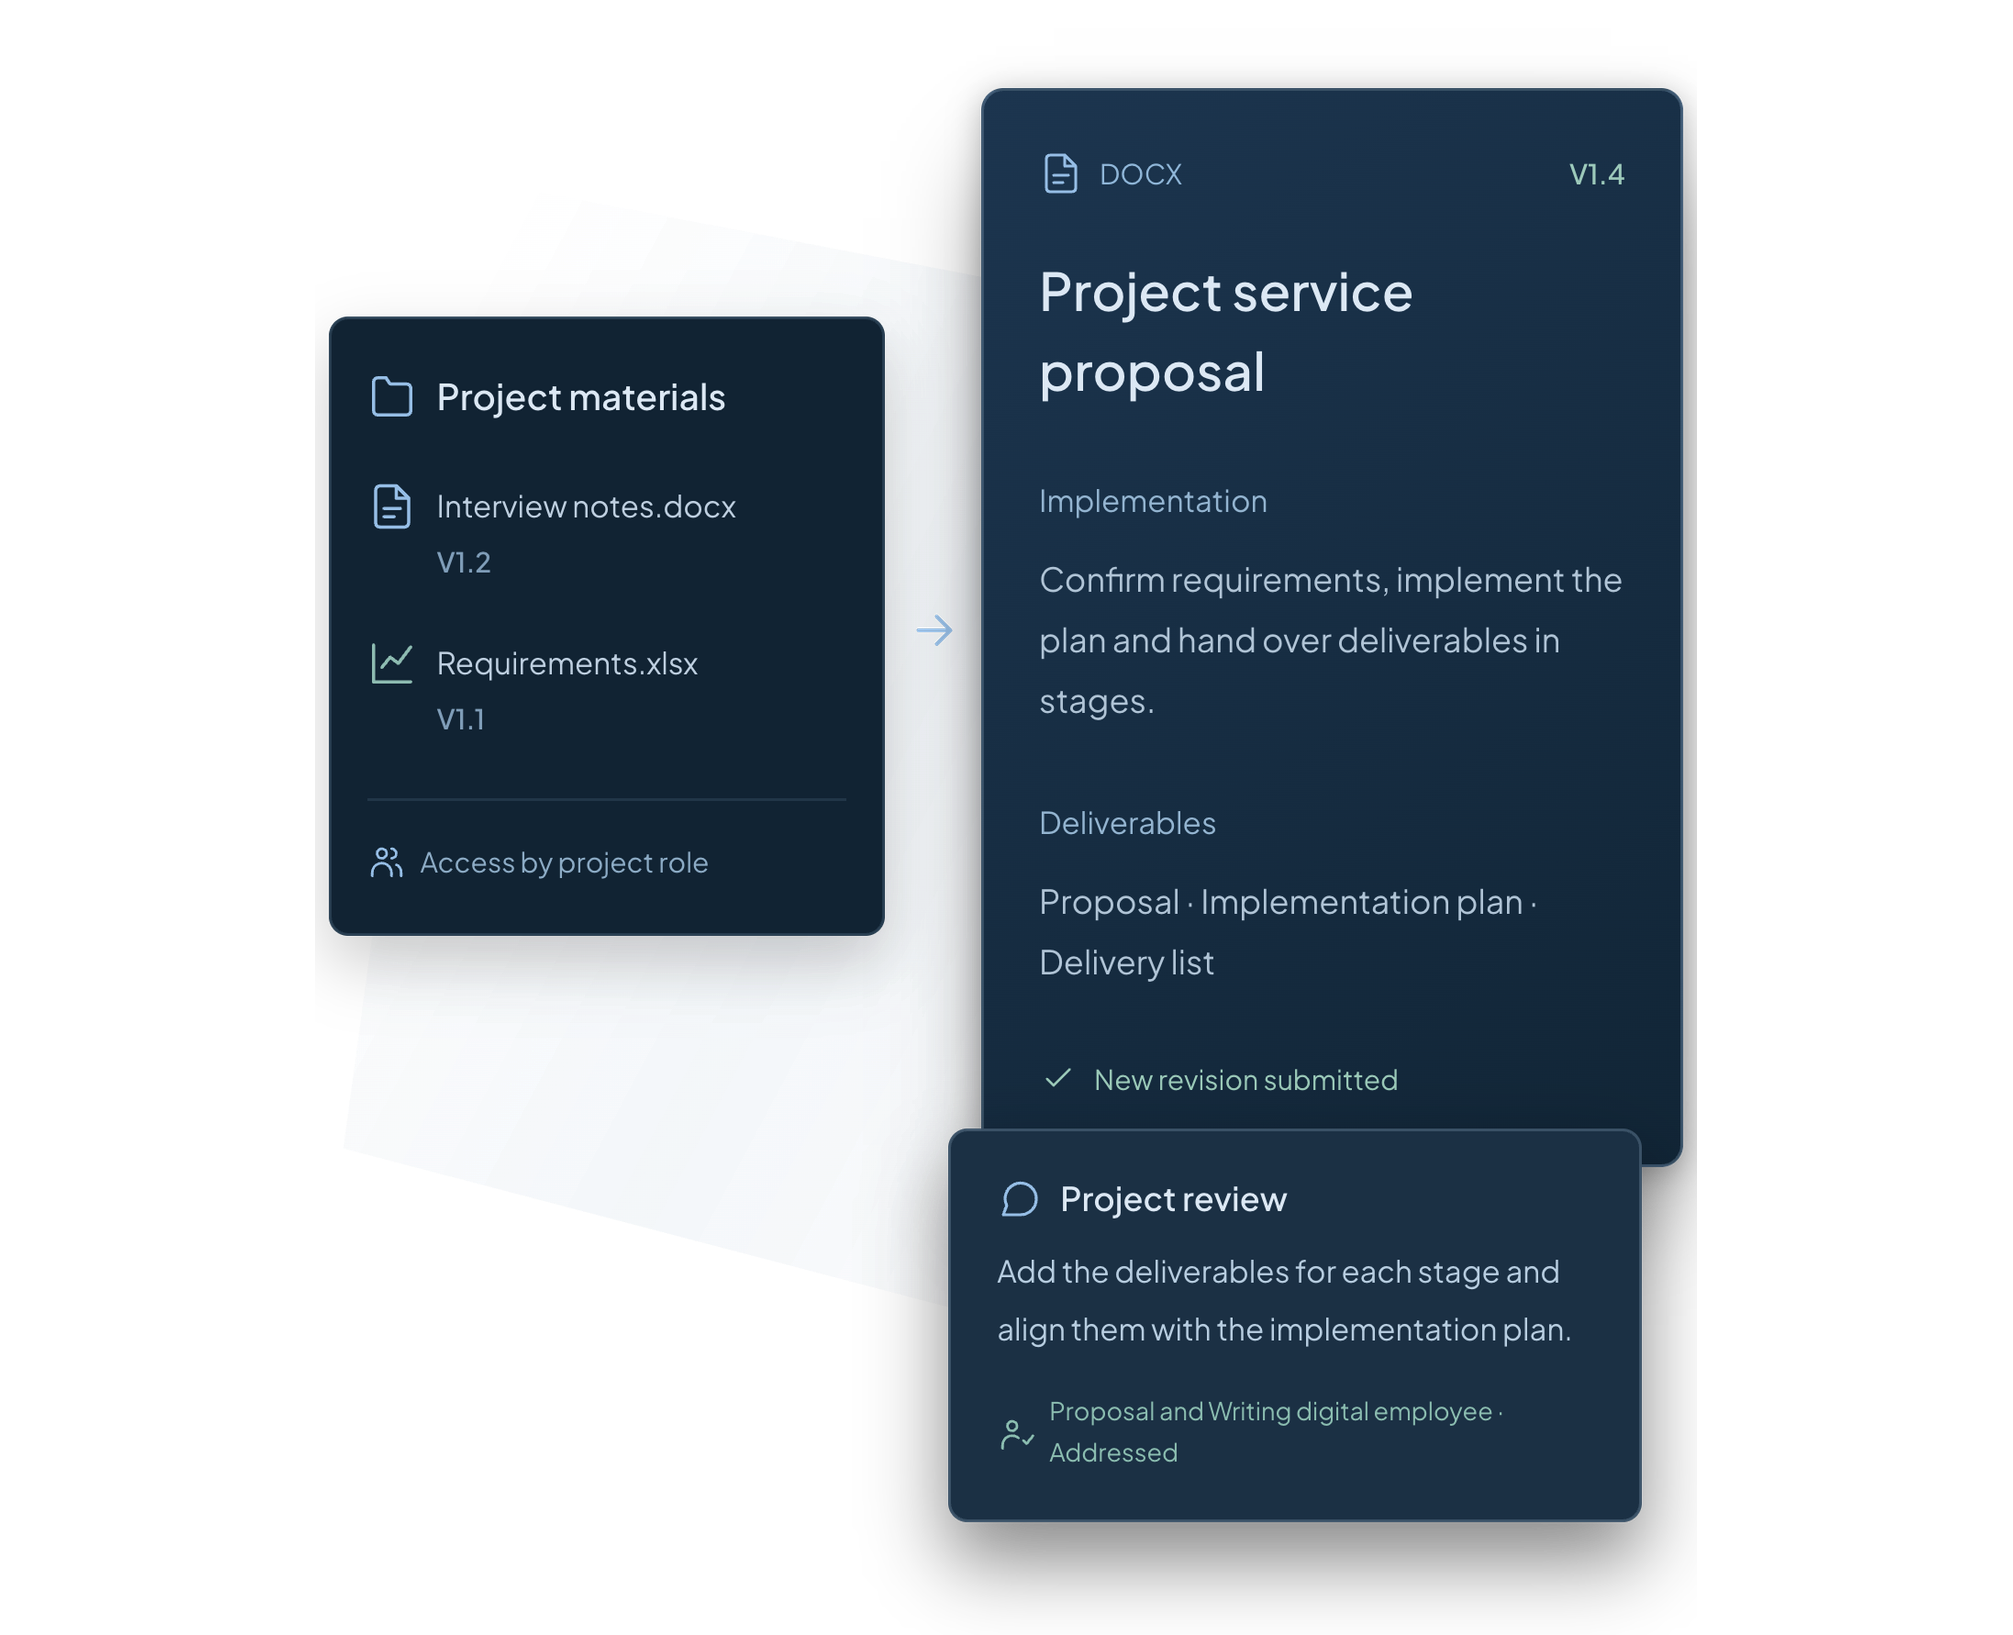 Project materials
Interview notes.docx
V1.2
Requirements.xlsx
V1.1
Access by project role
DOCX
V1.4
Project service
proposal
Implementation
Confirm requirements, implement the
plan and hand over deliverables in
stages.
Deliverables
Proposal · Implementation plan ·
Delivery list
New revision submitted
Project review
Add the deliverables for each stage and
align them with the implementation plan.
Proposal and Writing digital employee ·
Addressed